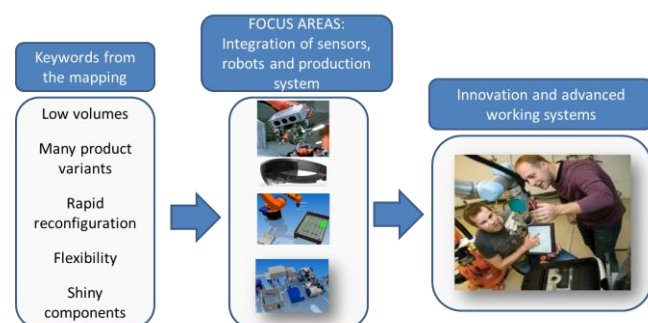 Keywords from
the mapping
Low volumes
Many product
variants
Rapid
reconfiguration
Flexibility
Shiny
components
FOCUS AREAS:
Integration of sensors,
robots and production
system
Innovation and advanced
working systems